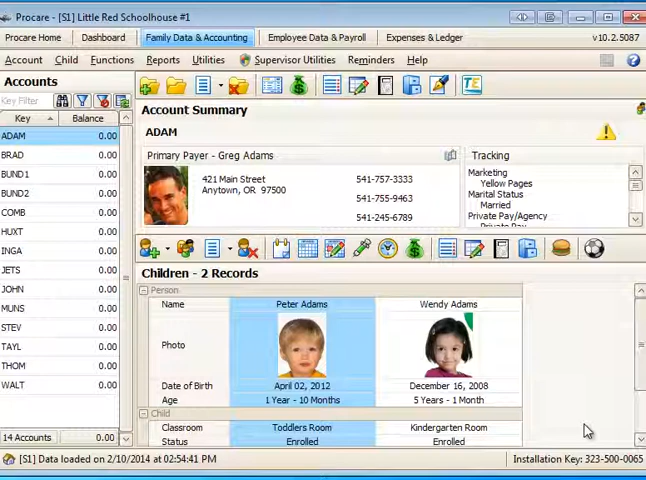 Procare - [S1] Little Red Schoolhouse #1
Procare Home Dashboard Family Data & Accounting Employee Data & Payroll Expenses & Ledger v10.2.5087
Account Child Functions Reports Utilities Supervisor Utilities Reminders Help
Accounts
Key Filter
Key Balance
ADAM 0.00
BRAD 0.00
BUND1 0.00
BUND2 0.00
COMB 0.00
HUXT 0.00
INGA 0.00
JETS 0.00
JOHN 0.00
MUNS 0.00
STEV 0.00
TAYL 0.00
THOM 0.00
WALT 0.00
14 Accounts 0.00
TE
Account Summary
ADAM
Primary Payer - Greg Adams
421 Main Street 541-757-3333
Anytown, OR 97500
541-755-9463
541-245-6789
Tracking
Marketing
Yellow Pages
Marital Status
Married
Private Pay/Agency
Private Pay
Children - 2 Records
Person
Name Peter Adams Wendy Adams
Photo
Date of Birth April 02, 2012 December 16, 2008
Age 1 Year - 10 Months 5 Years - 1 Month
Child
Classroom Toddlers Room Kindergarten Room
Status Enrolled Enrolled
[S1] Data loaded on 2/10/2014 at 02:54:41 PM Installation Key: 323-500-0065